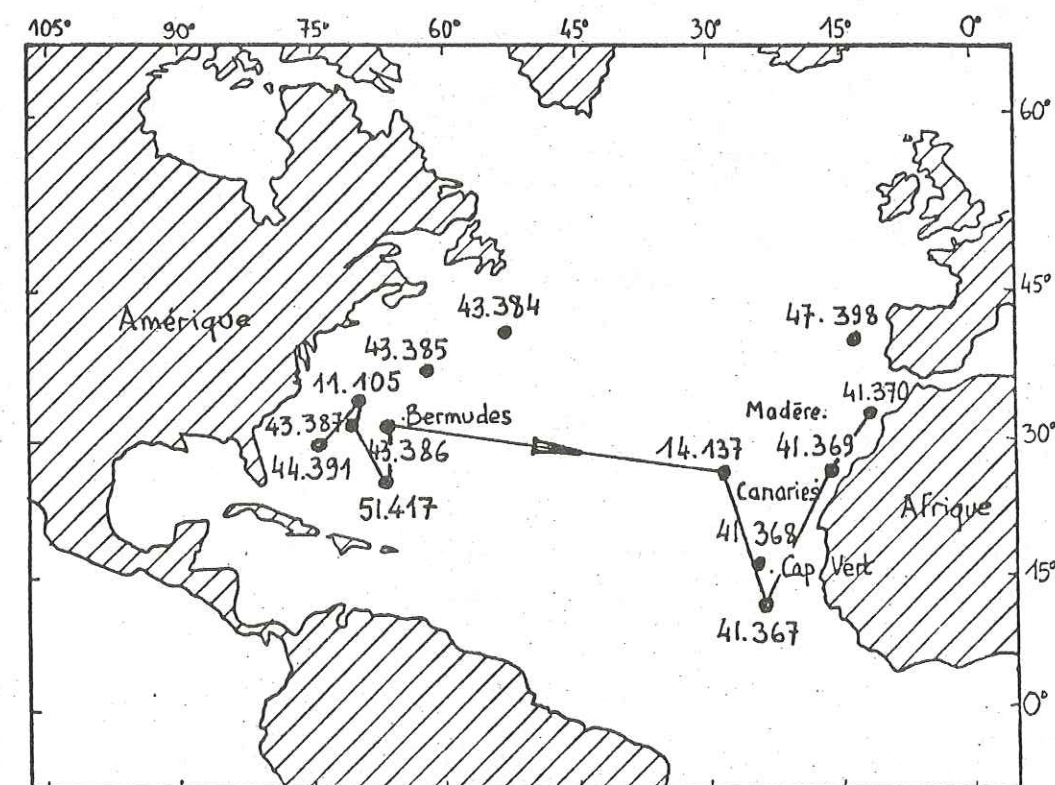 105° 90° 75° 60° 45° 30° 15° 0°
60°
45°
43.384
47.398
Amérique
43.385
11.105
41.370
Madère.
43.387
.Bermudes
30°
43.386
14.137
41.369
44.391
Canaries
51.417
Afrique
41.368
Cap Vert
15°
41.367
0°